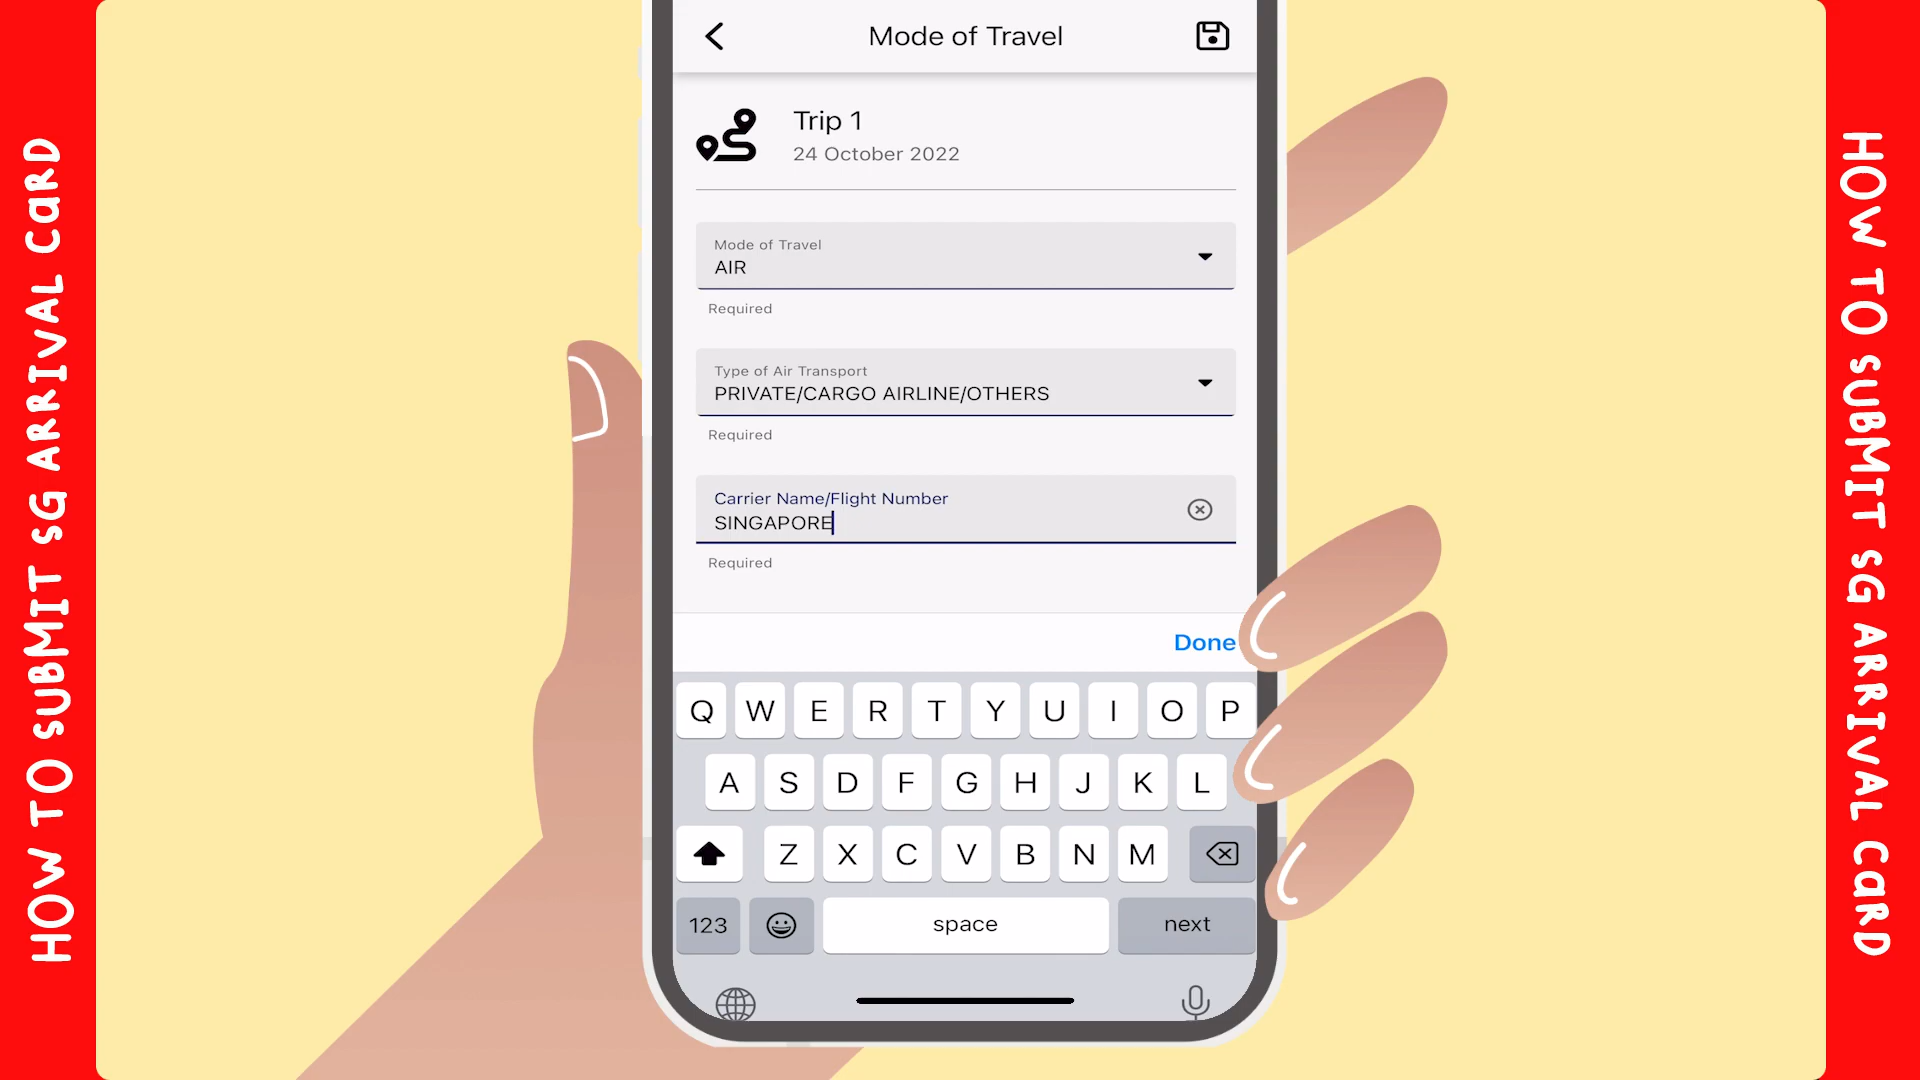 HOW TO SUBMIT SG ARRIVAL CARD
Mode of Travel
Trip 1
24 October 2022
Mode of Travel
AIR
Required
Type of Air Transport
PRIVATE/CARGO AIRLINE/OTHERS
Required
Carrier Name/Flight Number
SINGAPORE
Required
Done
Q W E R T Y U I O P
A S D F G H J K L
Z X C V B N M
123 space next
HOW TO SUBMIT SG ARRIVAL CARD